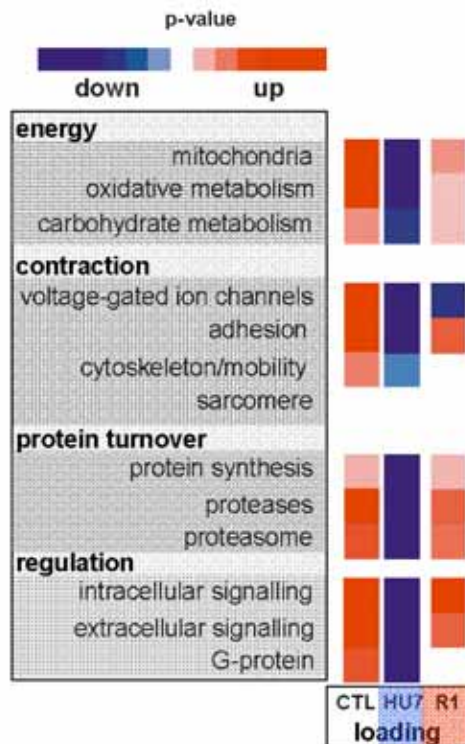 p-value
down up
energy
mitochondria
oxidative metabolism
carbohydrate metabolism
contraction
voltage-gated ion channels
adhesion
cytoskeleton/mobility
sarcomere
protein turnover
protein synthesis
proteases
proteasome
regulation
intracellular signalling
extracellular signalling
G-protein
CTL HU7 R1
loading